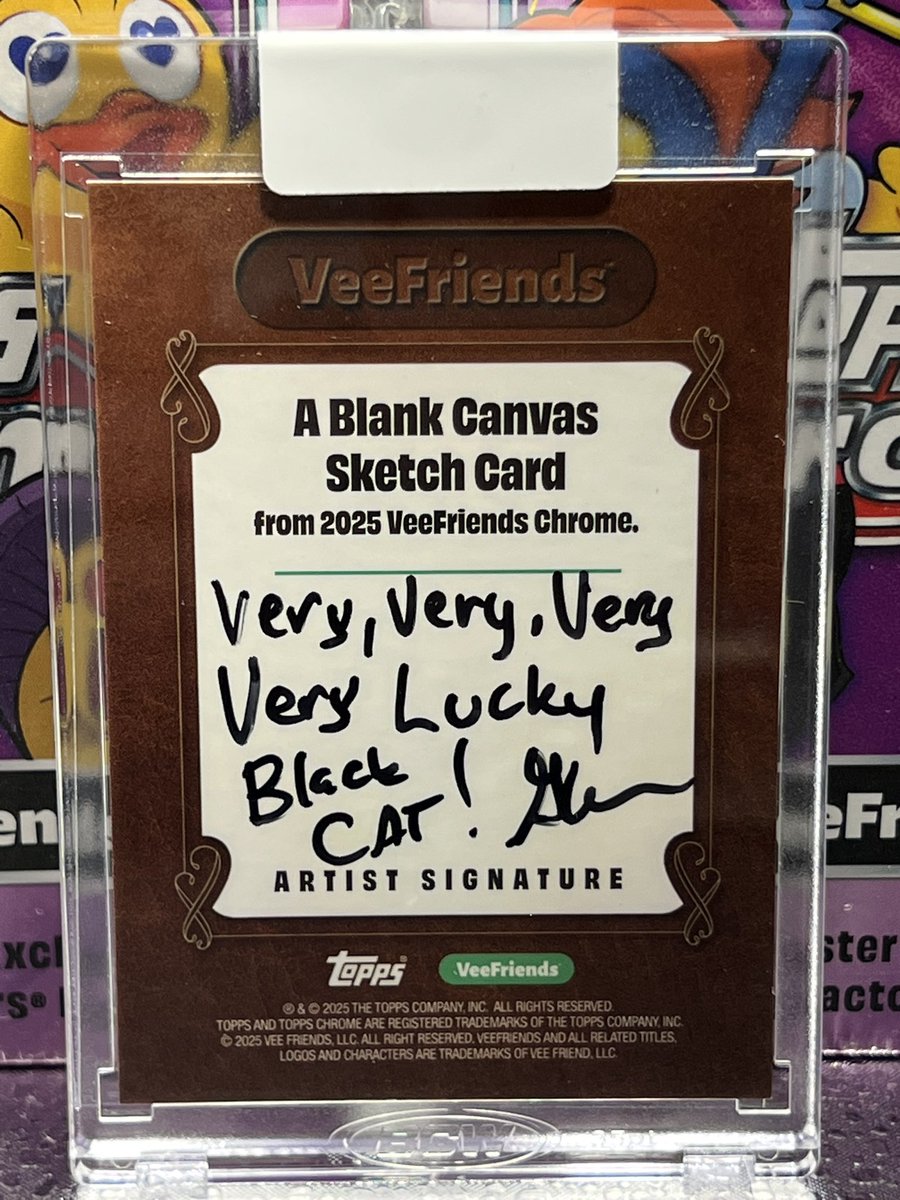 VeeFriends
A Blank Canvas
Sketch Card
from 2025 VeeFriends Chrome.
Very, Very, Very
Very Lucky
Black !
CAT.
ARTIST SIGNATURE
topps® VeeFriends
® & © 2025 THE TOPPS COMPANY, INC. ALL RIGHTS RESERVED.
TOPPS AND TOPPS CHROME ARE REGISTERED TRADEMARKS OF THE TOPPS COMPANY, INC.
© 2025 VEE FRIENDS, LLC. ALL RIGHT RESERVED. VEEFRIENDS AND ALL RELATED TITLES,
LOGOS AND CHARACTERS ARE TRADEMARKS OF VEE FRIEND, LLC.
BCW